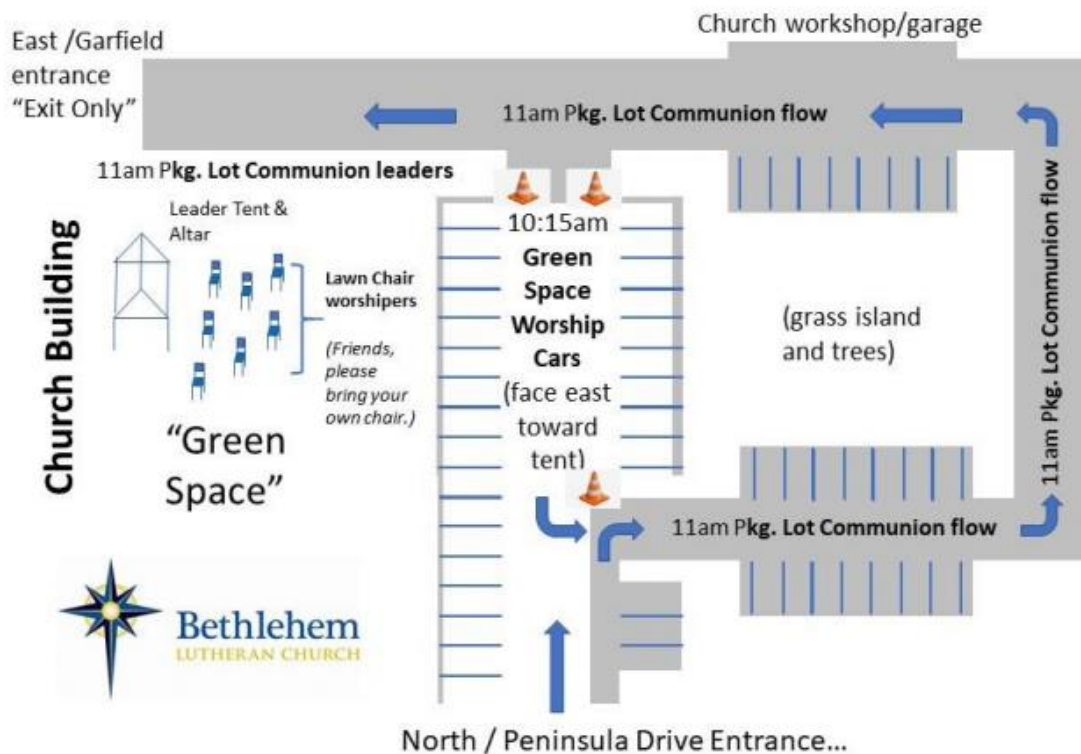 East /Garfield
entrance
“Exit Only”
Church workshop/garage
11am Pkg. Lot Communion flow
11am Pkg. Lot Communion flow
11am Pkg. Lot Communion leaders
Leader Tent &
Altar
Lawn Chair
worshipers
(Friends,
please
bring your
own chair.)
“Green
Space”
Church Building
10:15am
Green
Space
Worship
Cars
(face east
toward
tent)
(grass island
and trees)
11am Pkg. Lot Communion flow
Bethlehem
LUTHERAN CHURCH
North / Peninsula Drive Entrance...